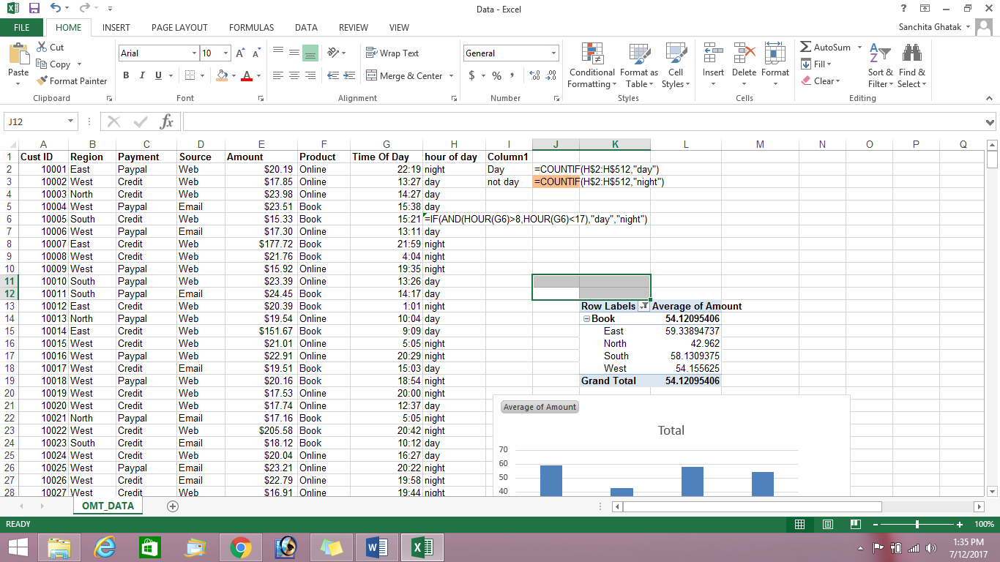 Data - Excel
FILE HOME INSERT PAGE LAYOUT FORMULAS DATA REVIEW VIEW Sanchita Ghatak
Cut
Copy
Format Painter
Paste
Clipboard
Arial 10
B I U
Font
Wrap Text
Merge & Center
Alignment
General
$ % ,
Number
Conditional Formatting Format as Table Cell Styles
Styles
Insert Delete Format
Cells
AutoSum
Fill
Clear
Sort & Filter Find & Select
Editing
J12 fx
A B C D E F G H I J K L M N O P Q
1 Cust ID Region Payment Source Amount Product Time Of Day hour of day Column1
2 10001 East Paypal Web $20.19 Online 22:19 night Day =COUNTIF(H$2:H$512,"day")
3 10002 West Credit Web $17.85 Online 13:27 day not day =COUNTIF(H$2:H$512,"night")
4 10003 North Credit Web $23.98 Online 14:27 day
5 10004 West Paypal Email $23.51 Book 15:38 day
6 10005 South Credit Web $15.33 Book 15:21 =IF(AND(HOUR(G6)>8,HOUR(G6)<17),"day","night")
7 10006 West Paypal Email $17.30 Online 13:11 day
8 10007 East Credit Web $177.72 Book 21:59 night
9 10008 West Credit Web $21.76 Book 4:04 night
10 10009 West Paypal Web $15.92 Online 19:35 night
11 10010 South Paypal Web $23.39 Online 13:26 day
12 10011 South Paypal Email $24.45 Book 14:17 day
13 10012 East Credit Web $20.39 Book 1:01 night Row Labels Average of Amount
14 10013 North Paypal Web $19.54 Online 10:04 day Book 54.12095406
15 10014 East Credit Web $151.67 Book 9:09 day East 59.33894737
16 10015 West Credit Web $21.01 Online 5:05 night North 42.962
17 10016 West Paypal Web $22.91 Online 20:29 night South 58.1309375
18 10017 West Credit Email $19.51 Book 15:03 day West 54.155625
19 10018 West Paypal Web $20.16 Book 18:54 night Grand Total 54.12095406
20 10019 West Credit Web $17.53 Online 20:00 night
21 10020 West Credit Web $17.74 Online 12:37 day
22 10021 North Paypal Email $17.16 Book 5:05 night
23 10022 West Credit Web $205.58 Book 20:42 night
24 10023 South Credit Email $18.12 Book 10:12 day
25 10024 West Credit Web $20.04 Online 16:27 day
26 10025 West Paypal Email $23.21 Online 20:22 night
27 10026 West Credit Email $22.79 Online 19:58 night
28 10027 West Credit Web $16.91 Online 19:44 night
Average of Amount
Total
70
60
50
40
OMT_DATA
READY 100%
1:35 PM
7/12/2017